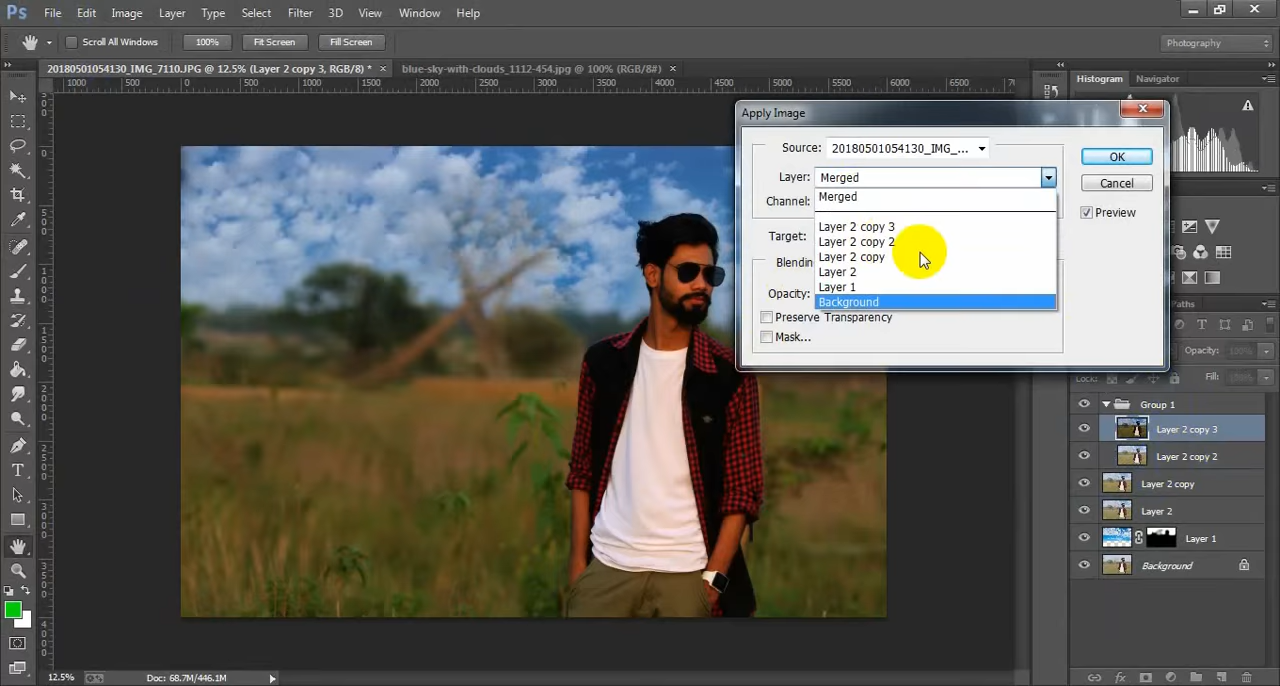 Ps File Edit Image Layer Type Select Filter 3D View Window Help
Scroll All Windows 100% Fit Screen Fill Screen Photography
20180501054130_IMG_7110.JPG @ 12.5% (Layer 2 copy 3, RGB/8) * × blue-sky-with-clouds_1112-454.jpg @ 100% (RGB/8#) ×
Histogram Navigator
1000 0 500 1000 1500 2000 2500 3000 3500 4000 4500 5000 5500 6000 6500
Apply Image
Source: 20180501054130_IMG_...
OK
Layer: Merged
Cancel
Merged
Channel:
Preview
Layer 2 copy 3
Target:
Layer 2 copy 2
Layer 2 copy
Blendin
Layer 2
Layer 1
Opacity:
Background
Preserve Transparency
Mask...
Paths
Opacity: 100%
Lock: Fill:
Group 1
Layer 2 copy 3
Layer 2 copy 2
Layer 2 copy
Layer 2
Layer 1
Background
12.5% Doc: 68.7M/446.1M